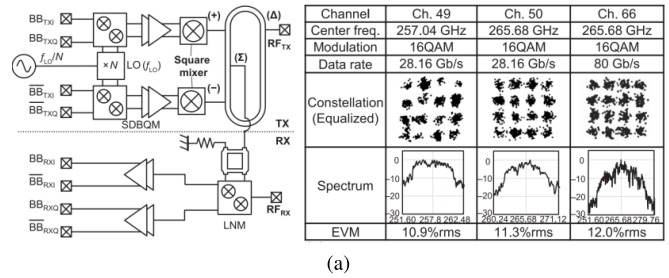 BB_TXI
BB_TXQ
f_LO/N
×N
LO (f_LO)
BB_TXI
BB_TXQ
SDBQM
Square
mixer
(+)
(−)
(Σ)
(Δ)
RF_TX
TX
RX
BB_RXI
BB_RXI
BB_RXQ
BB_RXQ
LNM
RF_RX
Channel Ch. 49 Ch. 50 Ch. 66
Center freq. 257.04 GHz 265.68 GHz 265.68 GHz
Modulation 16QAM 16QAM 16QAM
Data rate 28.16 Gb/s 28.16 Gb/s 80 Gb/s
Constellation
(Equalized)
Spectrum
0 0 0
−10 −10 −10
−20 −20 −20
−30 −30 −30
251.60 257.8 262.48 260.24 265.68 271.12 251.60 265.68 279.76
EVM 10.9%rms 11.3%rms 12.0%rms
(a)